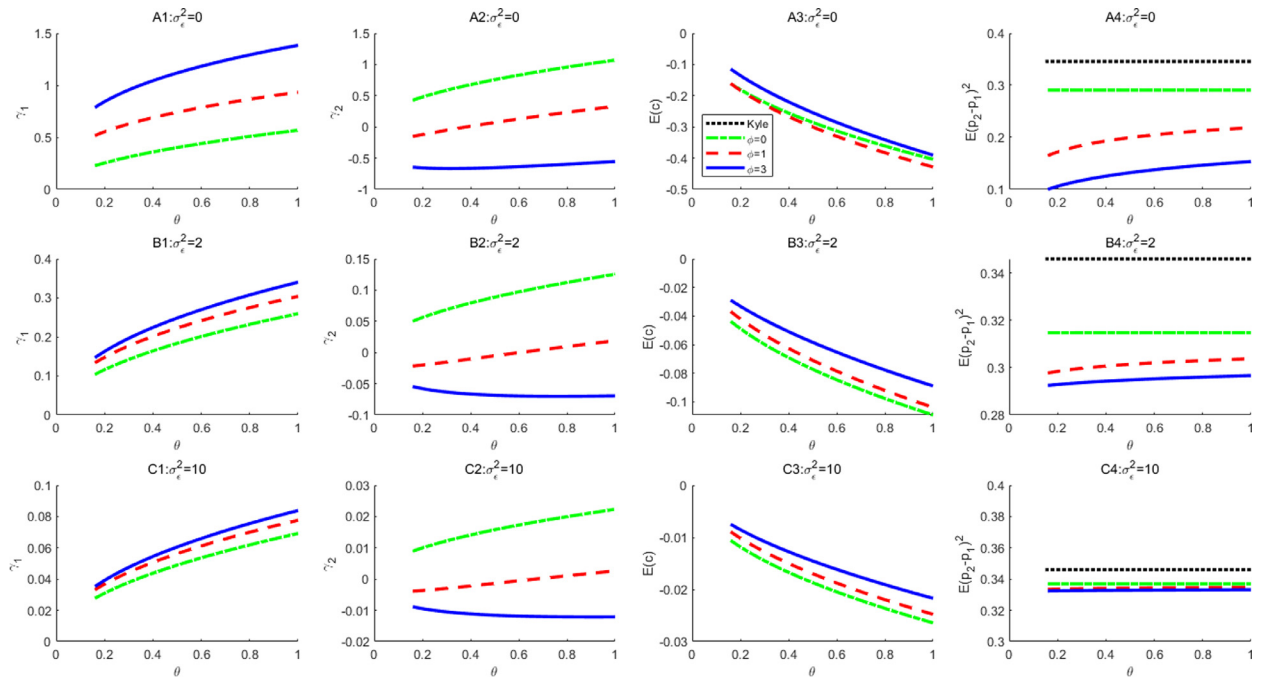 A1:σ²ϵ=0
γ1
1.5
1
0.5
0
0 0.2 0.4 0.6 0.8 1
θ
A2:σ²ϵ=0
γ2
1.5
1
0.5
0
-0.5
-1
0 0.2 0.4 0.6 0.8 1
θ
A3:σ²ϵ=0
E(c)
0
-0.1
-0.2
-0.3
-0.4
-0.5
Kyle
ϕ=0
ϕ=1
ϕ=3
0 0.2 0.4 0.6 0.8 1
θ
A4:σ²ϵ=0
E(p2-p1)²
0.4
0.3
0.2
0.1
0 0.2 0.4 0.6 0.8 1
θ
B1:σ²ϵ=2
γ1
0.4
0.3
0.2
0.1
0
0 0.2 0.4 0.6 0.8 1
θ
B2:σ²ϵ=2
γ2
0.15
0.1
0.05
0
-0.05
-0.1
0 0.2 0.4 0.6 0.8 1
θ
B3:σ²ϵ=2
E(c)
0
-0.02
-0.04
-0.06
-0.08
-0.1
0 0.2 0.4 0.6 0.8 1
θ
B4:σ²ϵ=2
E(p2-p1)²
0.34
0.32
0.3
0.28
0 0.2 0.4 0.6 0.8 1
θ
C1:σ²ϵ=10
γ1
0.1
0.08
0.06
0.04
0.02
0
0 0.2 0.4 0.6 0.8 1
θ
C2:σ²ϵ=10
γ2
0.03
0.02
0.01
0
-0.01
-0.02
0 0.2 0.4 0.6 0.8 1
θ
C3:σ²ϵ=10
E(c)
0
-0.01
-0.02
-0.03
0 0.2 0.4 0.6 0.8 1
θ
C4:σ²ϵ=10
E(p2-p1)²
0.4
0.38
0.36
0.34
0.32
0.3
0 0.2 0.4 0.6 0.8 1
θ